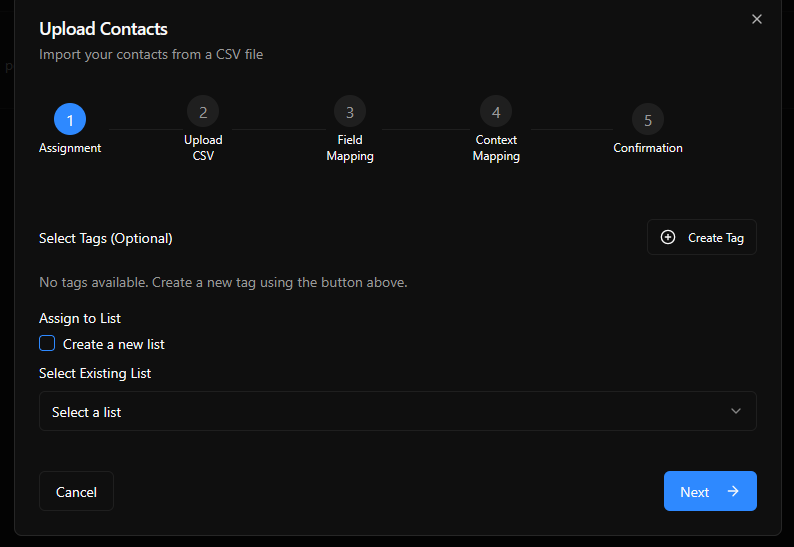 Upload Contacts
Import your contacts from a CSV file
1
2
3
4
5
Assignment
Upload
CSV
Field
Mapping
Context
Mapping
Confirmation
Select Tags (Optional)
Create Tag
No tags available. Create a new tag using the button above.
Assign to List
Create a new list
Select Existing List
Select a list
Cancel
Next